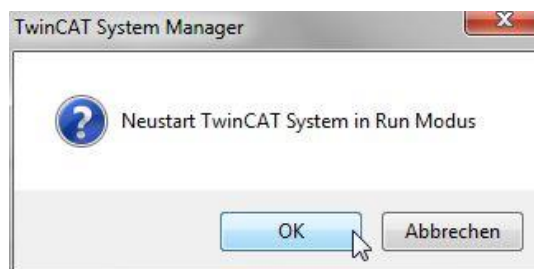 TwinCAT System Manager
Neustart TwinCAT System in Run Modus
OK
Abbrechen